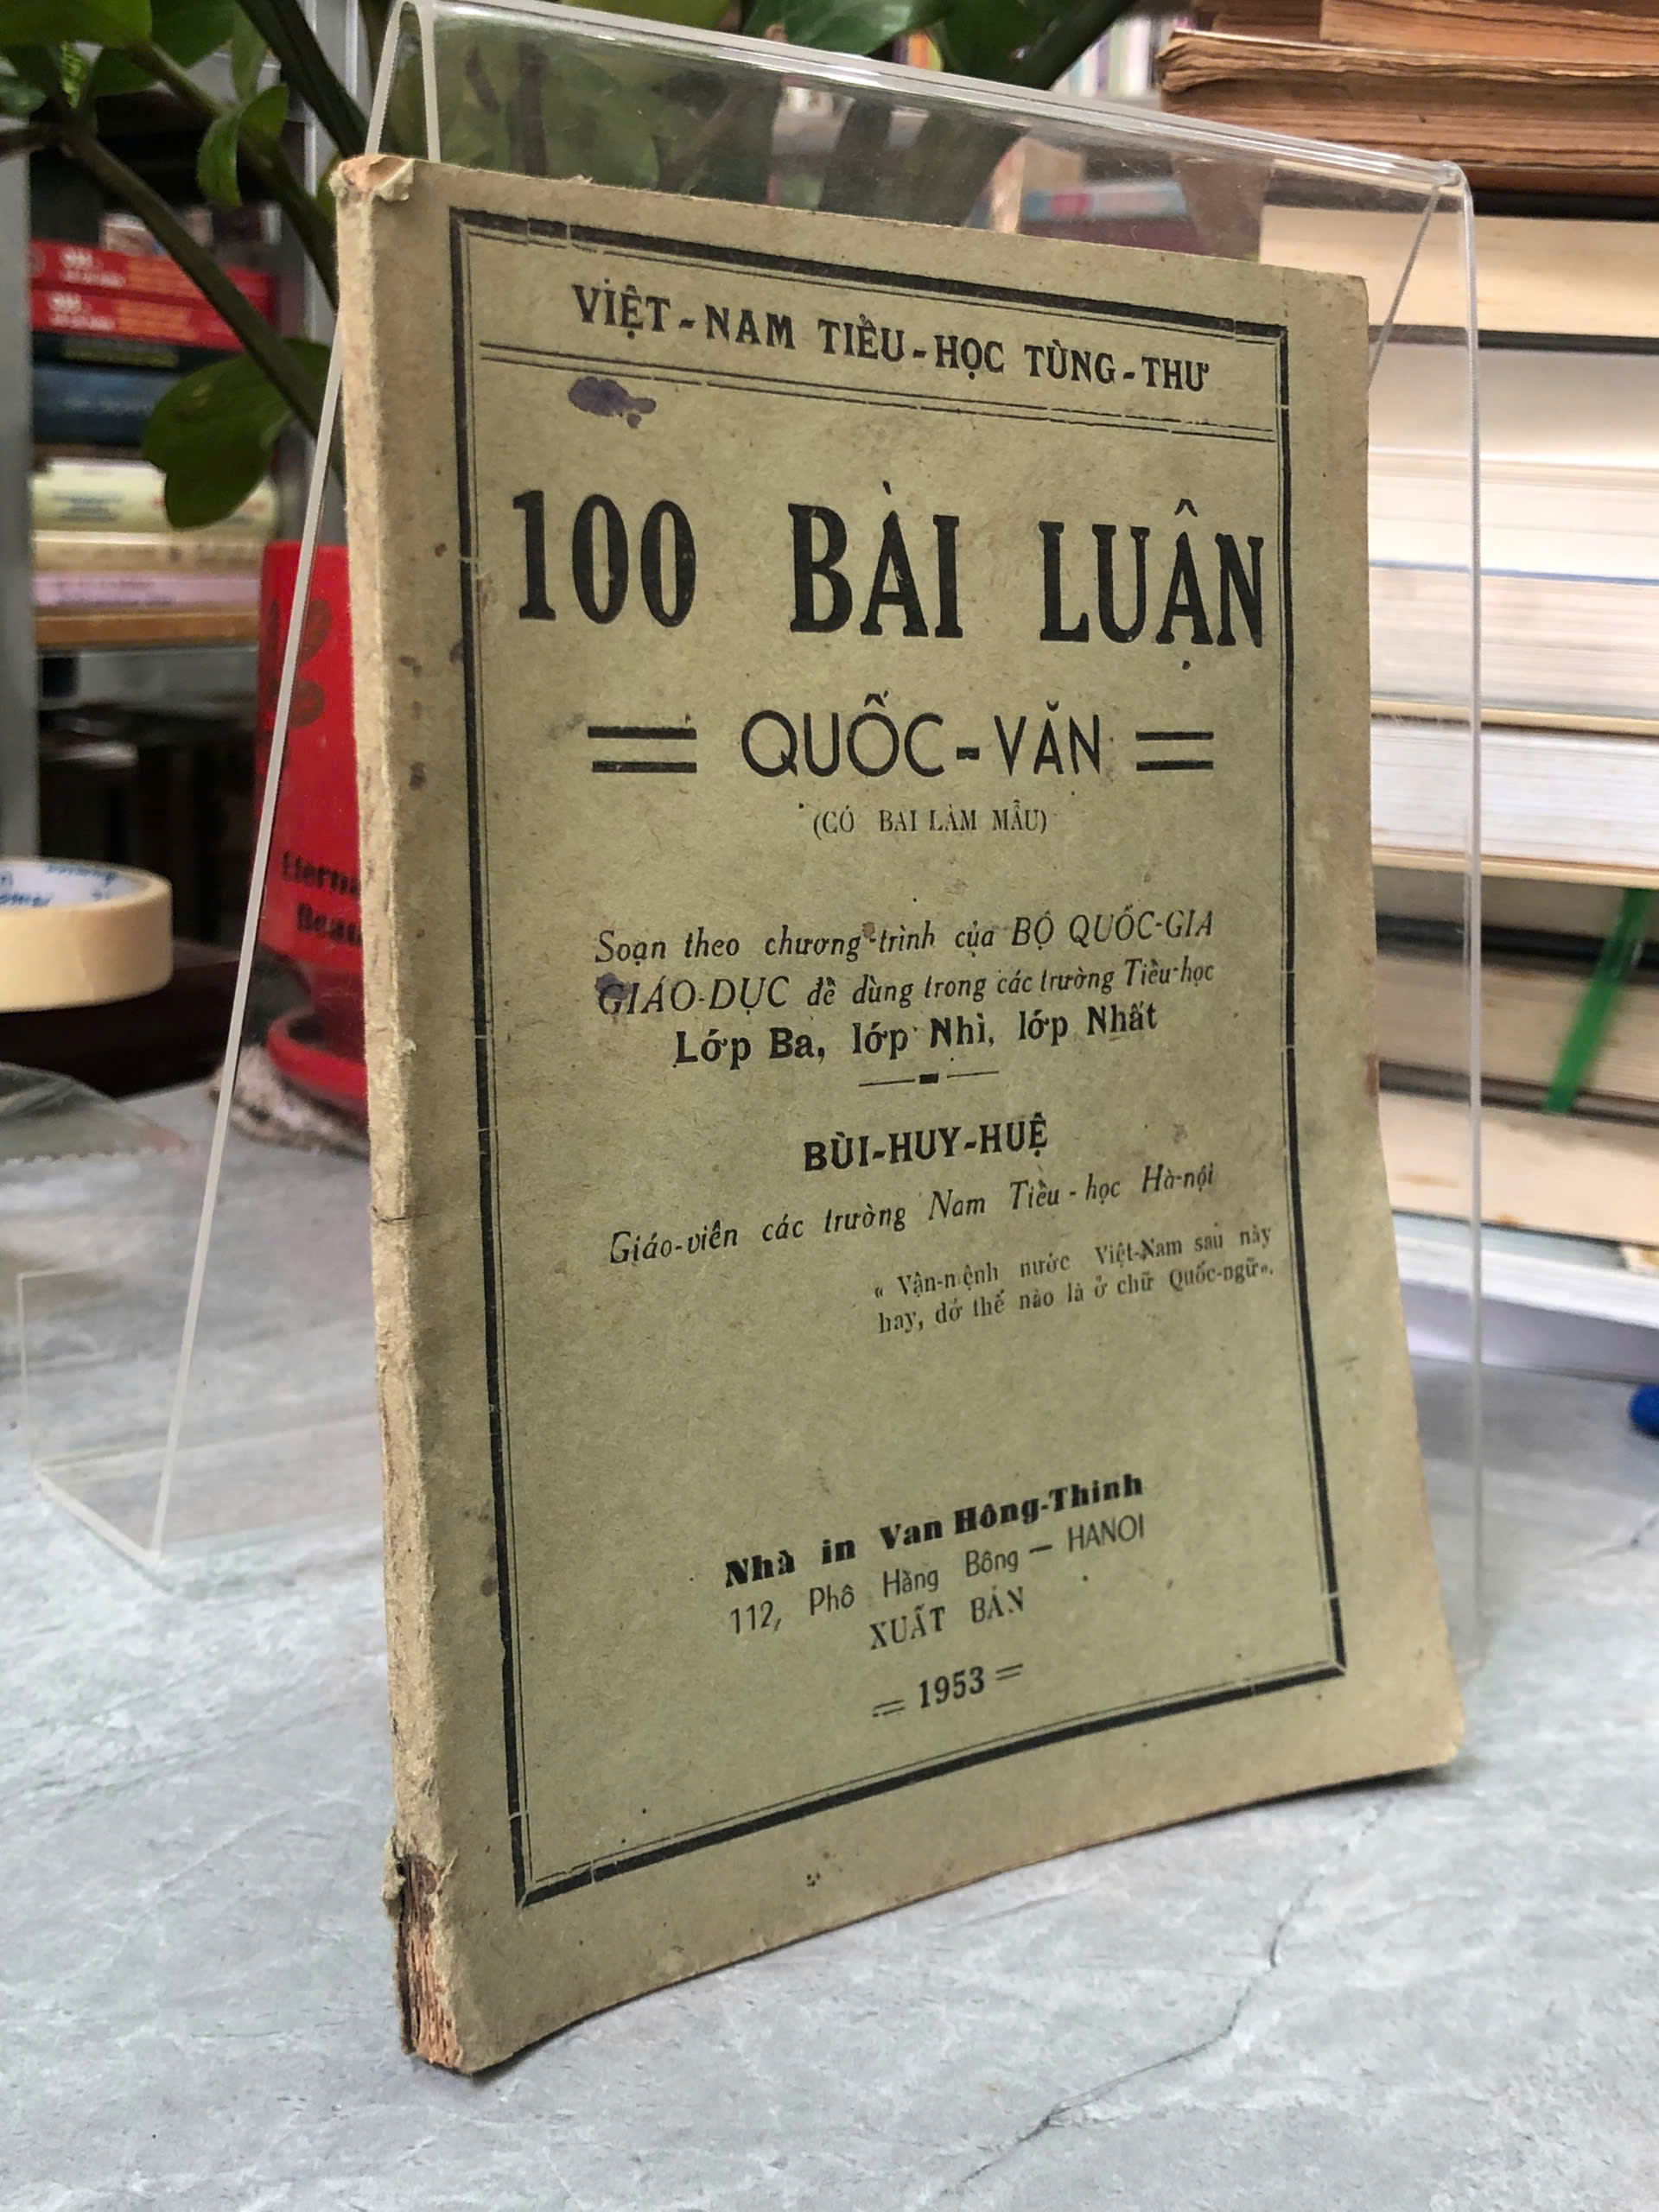 VIỆT-NAM TIỂU-HỌC TÙNG-THƯ
100 BÀI LUẬN
QUỐC-VĂN
(CÓ BÀI LÀM MẪU)
Soạn theo chương-trình của BỘ QUỐC-GIA
GIÁO-DỤC để dùng trong các trường Tiểu-học
Lớp Ba, lớp Nhì, lớp Nhất
BÙI-HUY-HUỆ
Giáo-viên các trường Nam Tiểu-học Hà-nội
« Vận-mệnh nước Việt-Nam sau này
hay, dở thế nào là ở chữ Quốc-ngữ».
Nhà in Van Hông-Thinh
112, Phô Hàng Bông — HANOI
XUẤT BẢN
= 1953 =